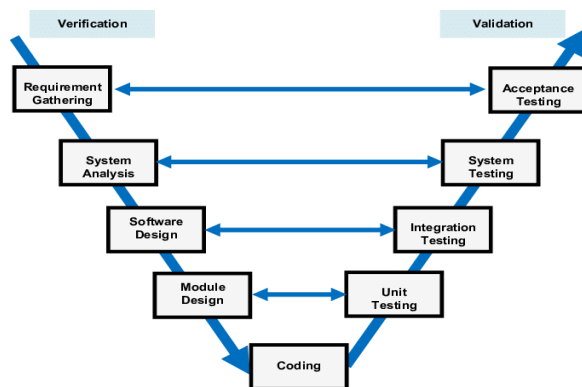 Verification
Validation
Requirement
Gathering
Acceptance
Testing
System
Analysis
System
Testing
Software
Design
Integration
Testing
Module
Design
Unit
Testing
Coding